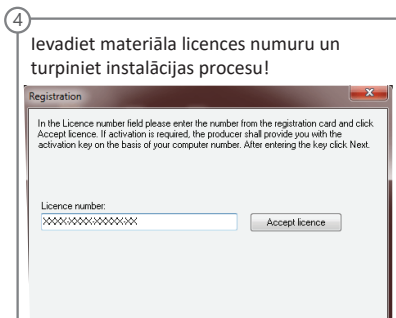 4
Ievadiet materiāla licences numuru un
turpiniet instalācijas procesu!
Registration
In the Licence number field please enter the number from the registration card and click
Accept licence. If activation is required, the producer shall provide you with the
activation key on the basis of your computer number. After entering the key click Next.
Licence number:
XXXX-XXXX-XXXX-XX
Accept licence